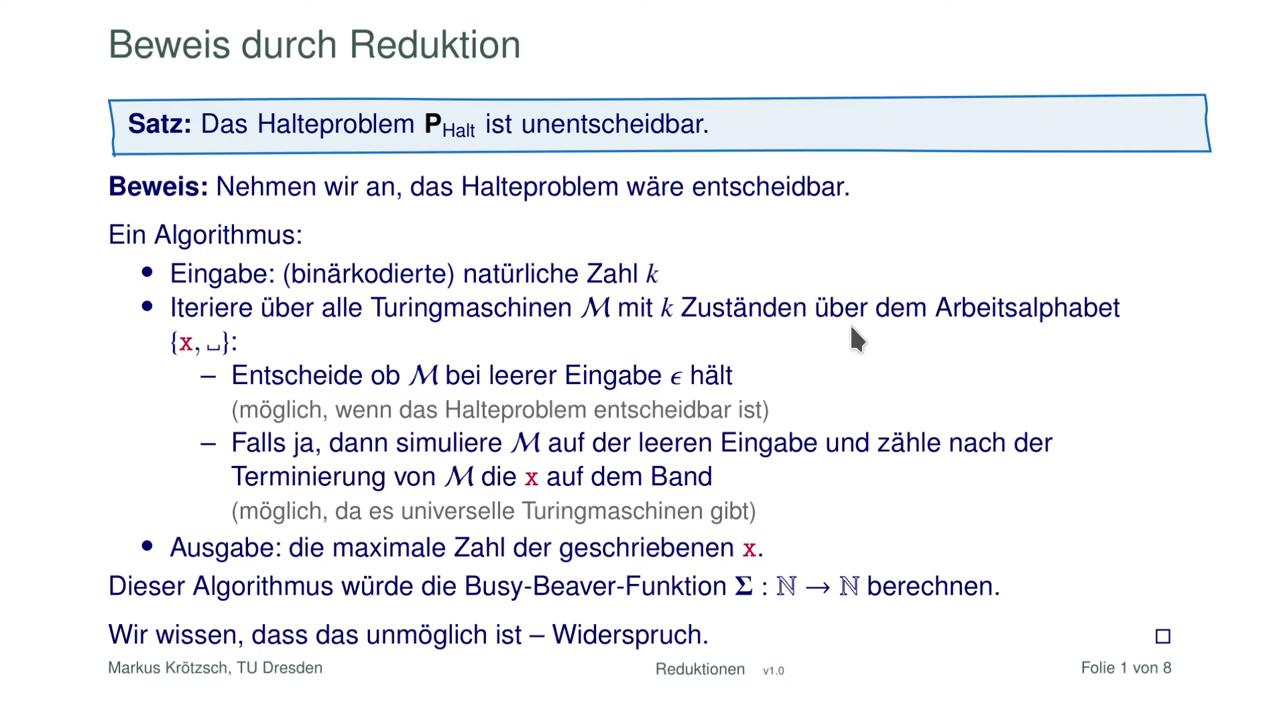 Beweis durch Reduktion
Satz: Das Halteproblem P_Halt ist unentscheidbar.
Beweis: Nehmen wir an, das Halteproblem wäre entscheidbar.
Ein Algorithmus:
• Eingabe: (binärkodierte) natürliche Zahl k
• Iteriere über alle Turingmaschinen ℳ mit k Zuständen über dem Arbeitsalphabet
{x, ␣}:
– Entscheide ob ℳ bei leerer Eingabe ϵ hält
(möglich, wenn das Halteproblem entscheidbar ist)
– Falls ja, dann simuliere ℳ auf der leeren Eingabe und zähle nach der
Terminierung von ℳ die x auf dem Band
(möglich, da es universelle Turingmaschinen gibt)
• Ausgabe: die maximale Zahl der geschriebenen x.
Dieser Algorithmus würde die Busy-Beaver-Funktion Σ : ℕ → ℕ berechnen.
Wir wissen, dass das unmöglich ist – Widerspruch. □
Markus Krötzsch, TU Dresden Reduktionen v1.0 Folie 1 von 8